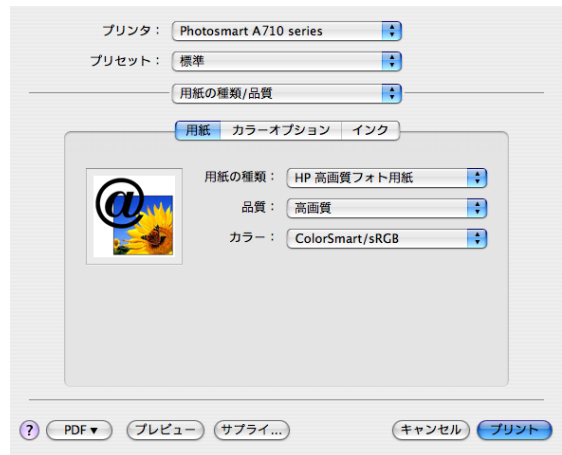 プリンタ： Photosmart A710 series
プリセット： 標準
用紙の種類/品質
用紙 カラーオプション インク
用紙の種類： HP 高画質フォト用紙
品質： 高画質
カラー： ColorSmart/sRGB
@
? PDF▼ プレビュー サプライ... キャンセル プリント